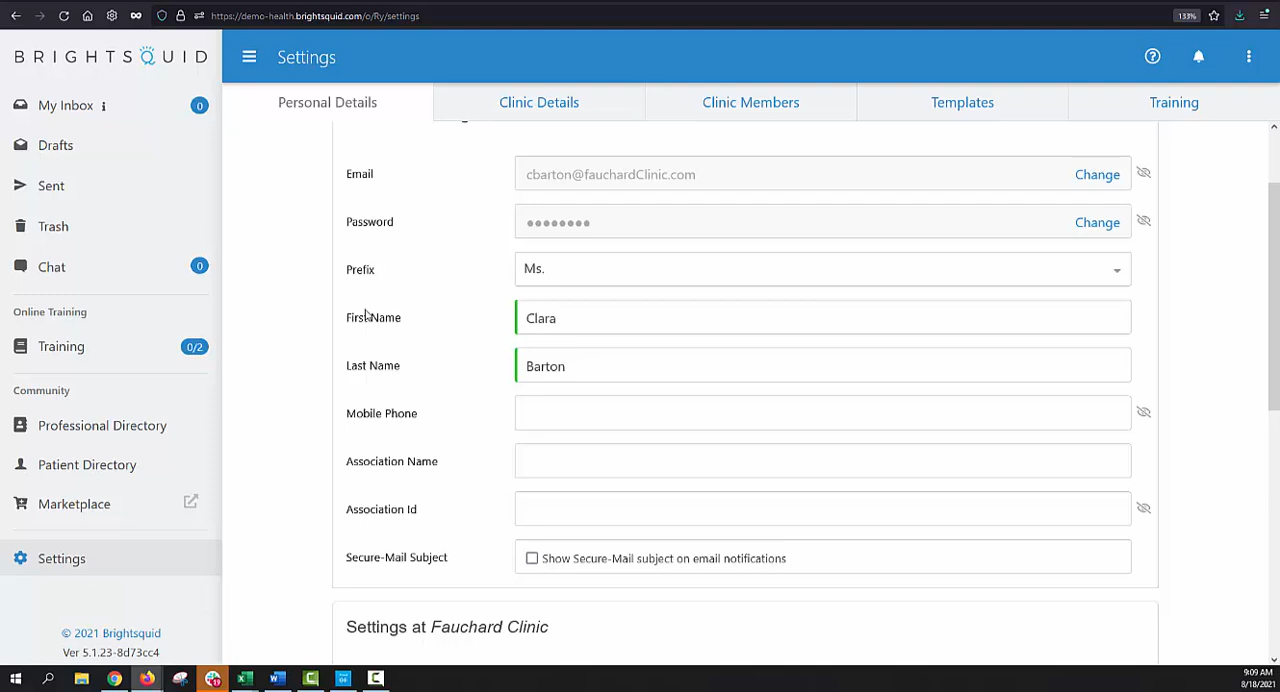 https://demo-health.brightsquid.com/o/Ry/settings
133%
BRIGHTSQUID
Settings
My Inbox
0
Drafts
Sent
Trash
Chat
0
Online Training
Training
0/2
Community
Professional Directory
Patient Directory
Marketplace
Settings
© 2021 Brightsquid
Ver 5.1.23-8d73cc4
Personal Details
Clinic Details
Clinic Members
Templates
Training
Email
cbarton@fauchardClinic.com
Change
Password
Change
Prefix
Ms.
First Name
Clara
Last Name
Barton
Mobile Phone
Association Name
Association Id
Secure-Mail Subject
Show Secure-Mail subject on email notifications
Settings at Fauchard Clinic
9:09 AM
8/18/2021